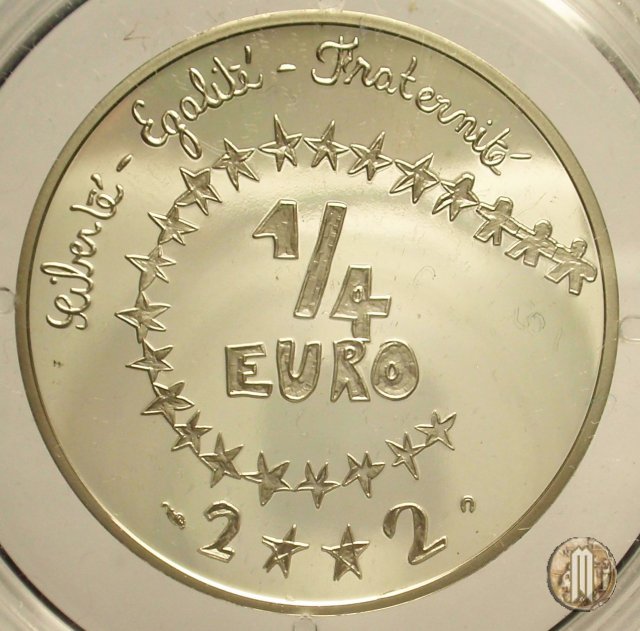 Liberté - Egalité - Fraternité
1/4
EURO
2 ★ ★ 2